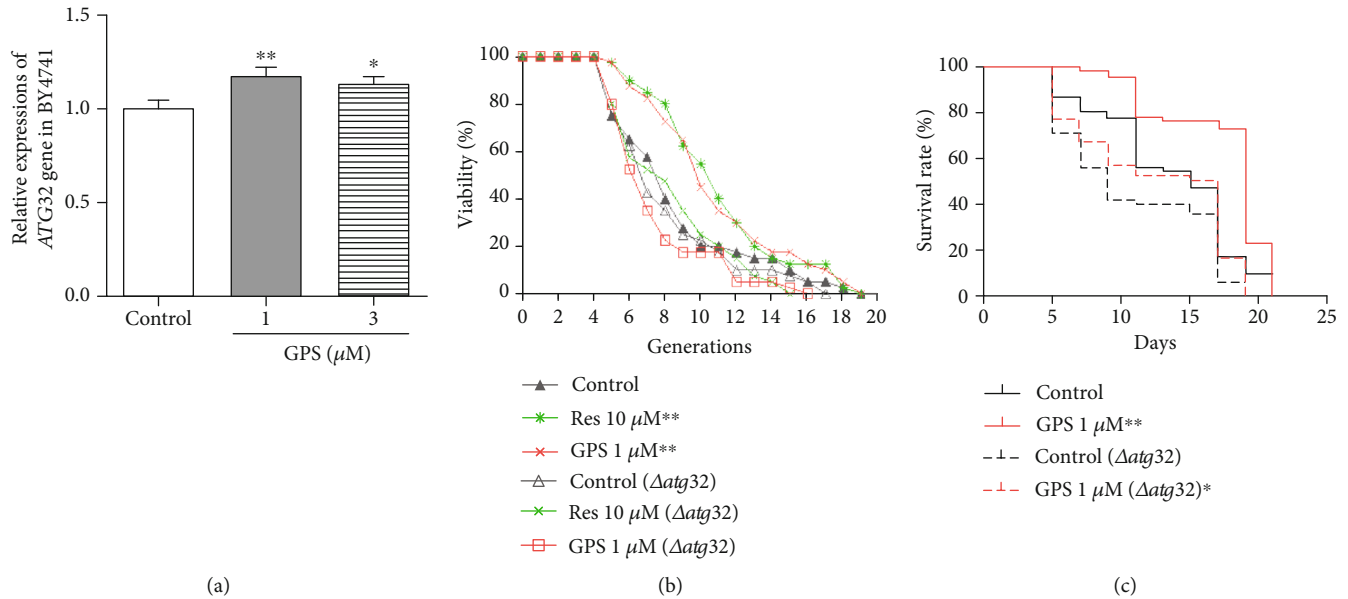 Relative expressions of
ATG32 gene in BY4741
1.5
1.0
0.5
0.0
**
*
Control
1
3
GPS (μM)
(a)
Viability (%)
100
80
60
40
20
0
0 2 4 6 8 10 12 14 16 18 20
Generations
Control
Res 10 μM**
GPS 1 μM**
Control (Δatg32)
Res 10 μM (Δatg32)
GPS 1 μM (Δatg32)
(b)
Survival rate (%)
100
80
60
40
20
0
0 5 10 15 20 25
Days
Control
GPS 1 μM**
Control (Δatg32)
GPS 1 μM (Δatg32)*
(c)